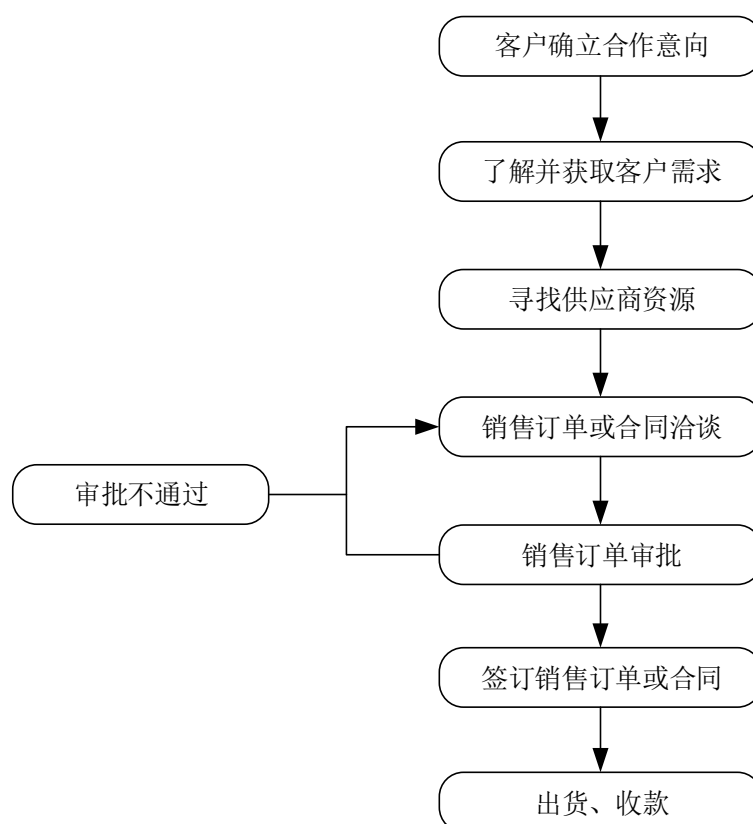 客户确立合作意向
了解并获取客户需求
寻找供应商资源
销售订单或合同洽谈
审批不通过
销售订单审批
签订销售订单或合同
出货、收款